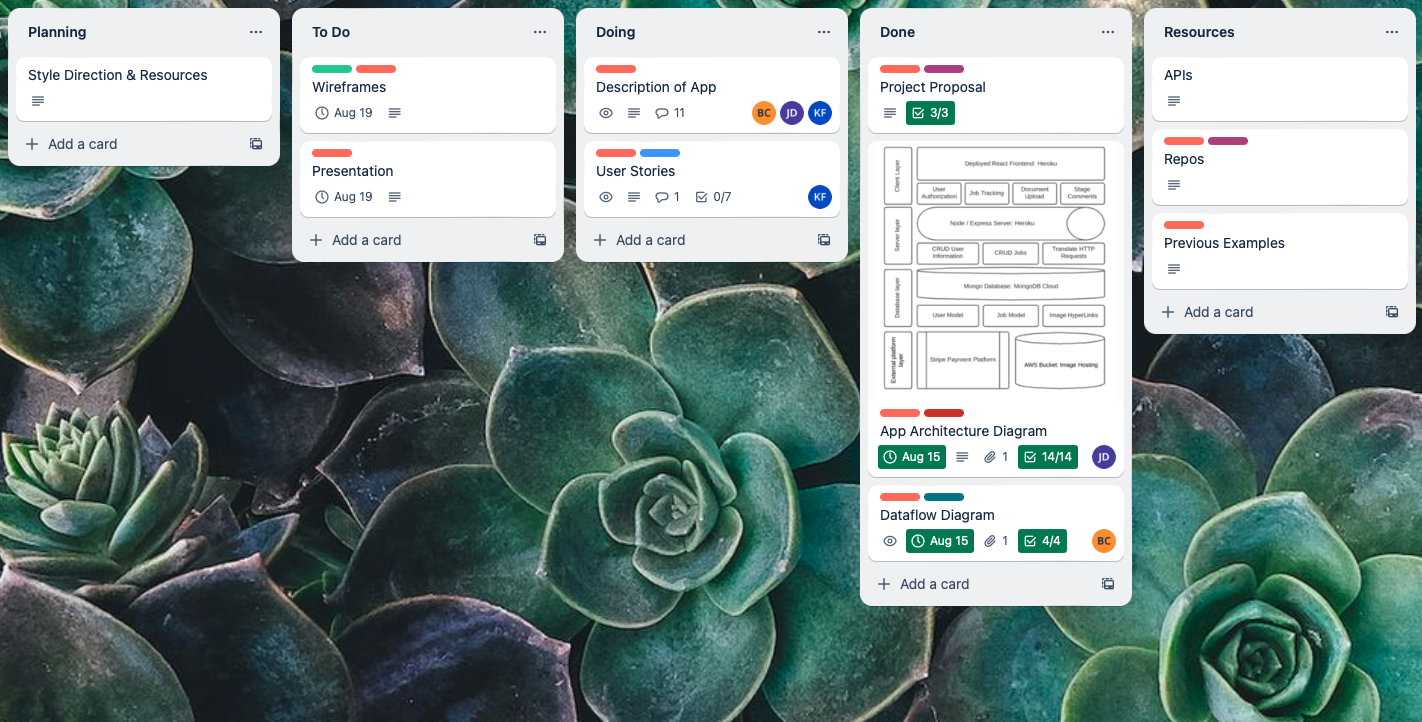 Planning
Style Direction & Resources
Add a card
To Do
Wireframes
Aug 19
Presentation
Aug 19
Add a card
Doing
Description of App
11
BC
JD
KF
User Stories
1
0/7
KF
Add a card
Done
Project Proposal
3/3
Client Layer
Deployed React Frontend: Heroku
User
Authorization
Job Tracking
Document
Upload
Stage
Comments
Server layer
Node / Express Server: Heroku
CRUD User
Information
CRUD Jobs
Translate HTTP
Requests
Database layer
Mongo Database: MongoDB Cloud
User Model
Job Model
Image HyperLinks
External platform
layer
Stripe Payment Platform
AWS Bucket: Image Hosting
App Architecture Diagram
Aug 15
1
14/14
JD
Dataflow Diagram
Aug 15
1
4/4
BC
Add a card
Resources
APIs
Repos
Previous Examples
Add a card